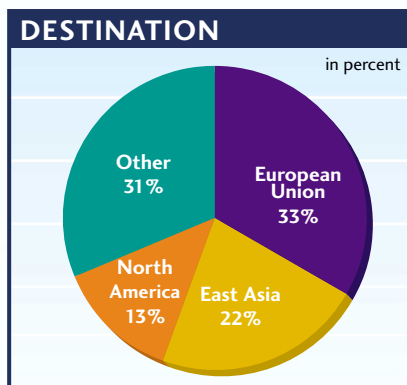 DESTINATION
in percent
European
Union
33%
East Asia
22%
North
America
13%
Other
31%